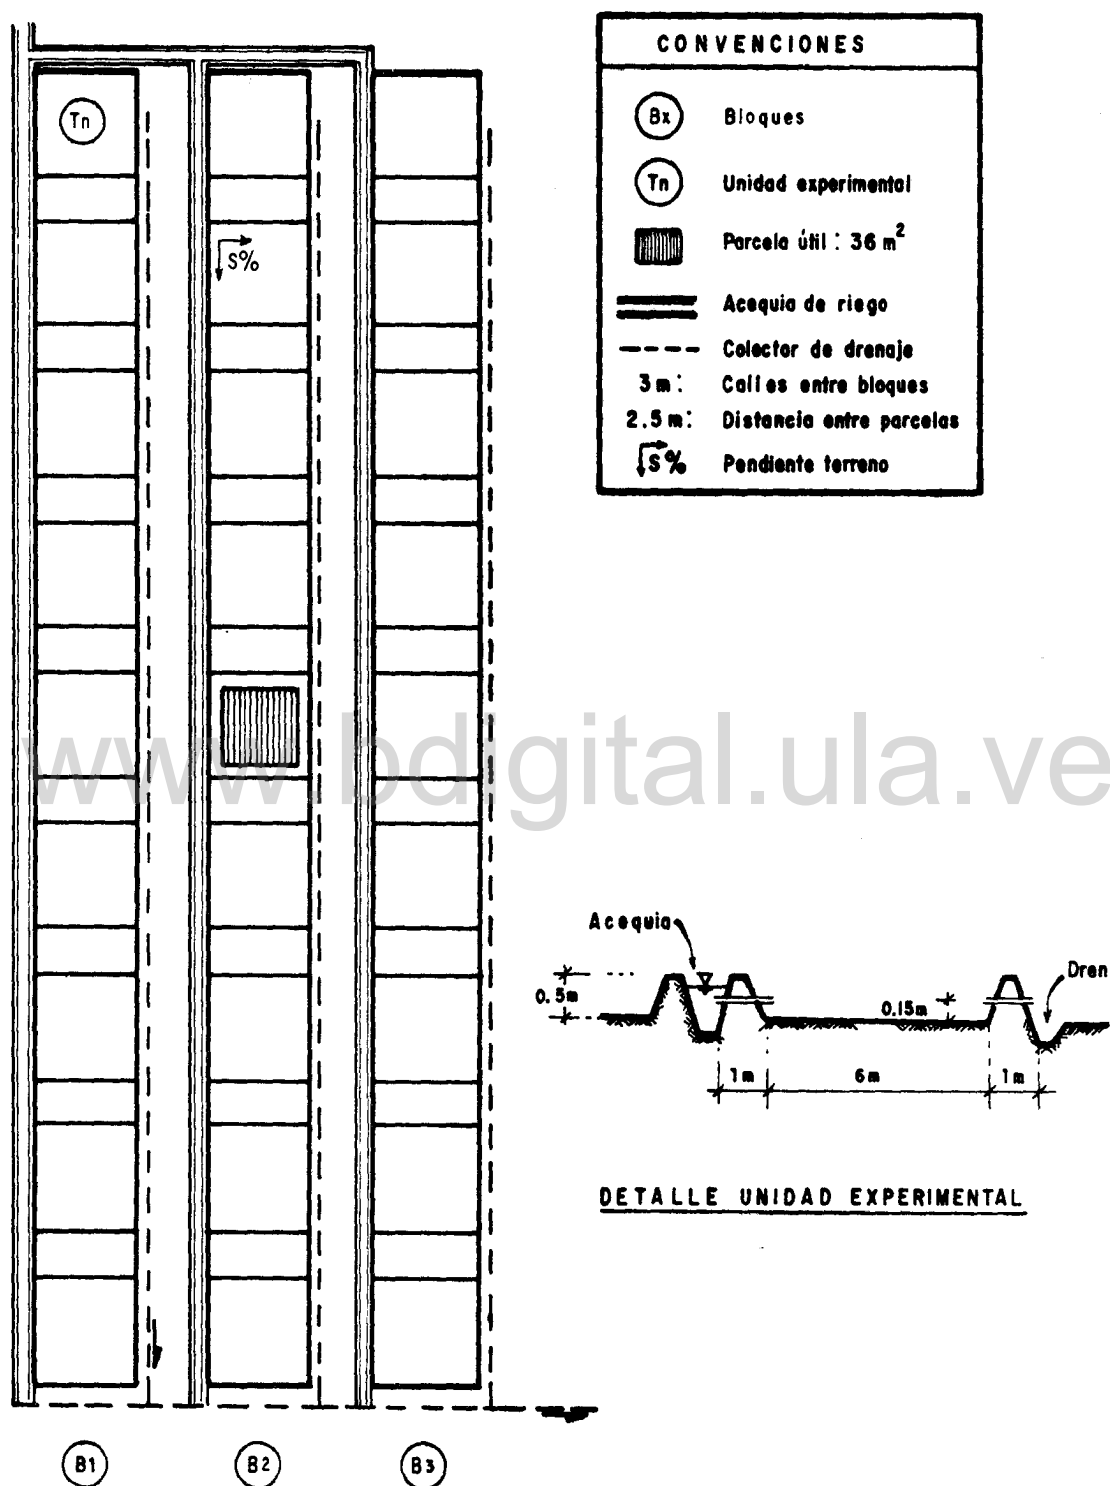 CONVENCIONES
Bx Bloques
Tn Unidad experimental
Parcela útil : 36 m²
Acequia de riego
Colector de drenaje
3 m: Calles entre bloques
2.5 m: Distancia entre parcelas
S% Pendiente terreno
Tn
S%
www.bdigital.ula.ve
Acequia
Dren
0.5m
0.15m
1m 6m 1m
DETALLE UNIDAD EXPERIMENTAL
B1 B2 B3